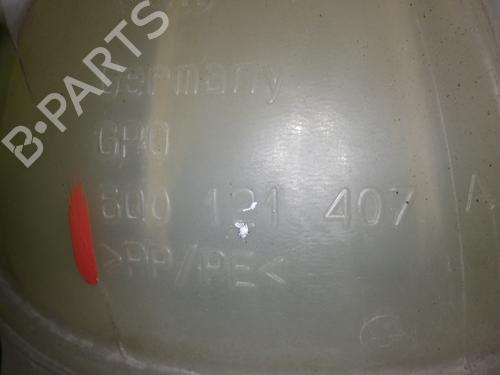 B-PARTS
Germany
GPO
6Q0 121 407 A
>PP/PE<